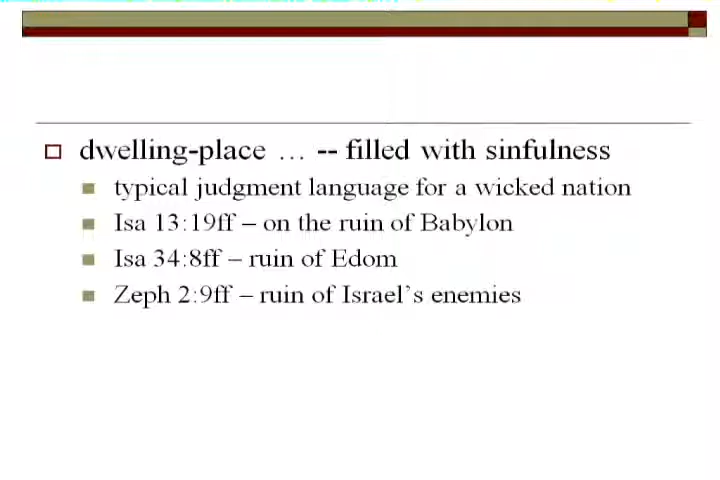 dwelling-place … -- filled with sinfulness
typical judgment language for a wicked nation
Isa 13:19ff – on the ruin of Babylon
Isa 34:8ff – ruin of Edom
Zeph 2:9ff – ruin of Israel's enemies